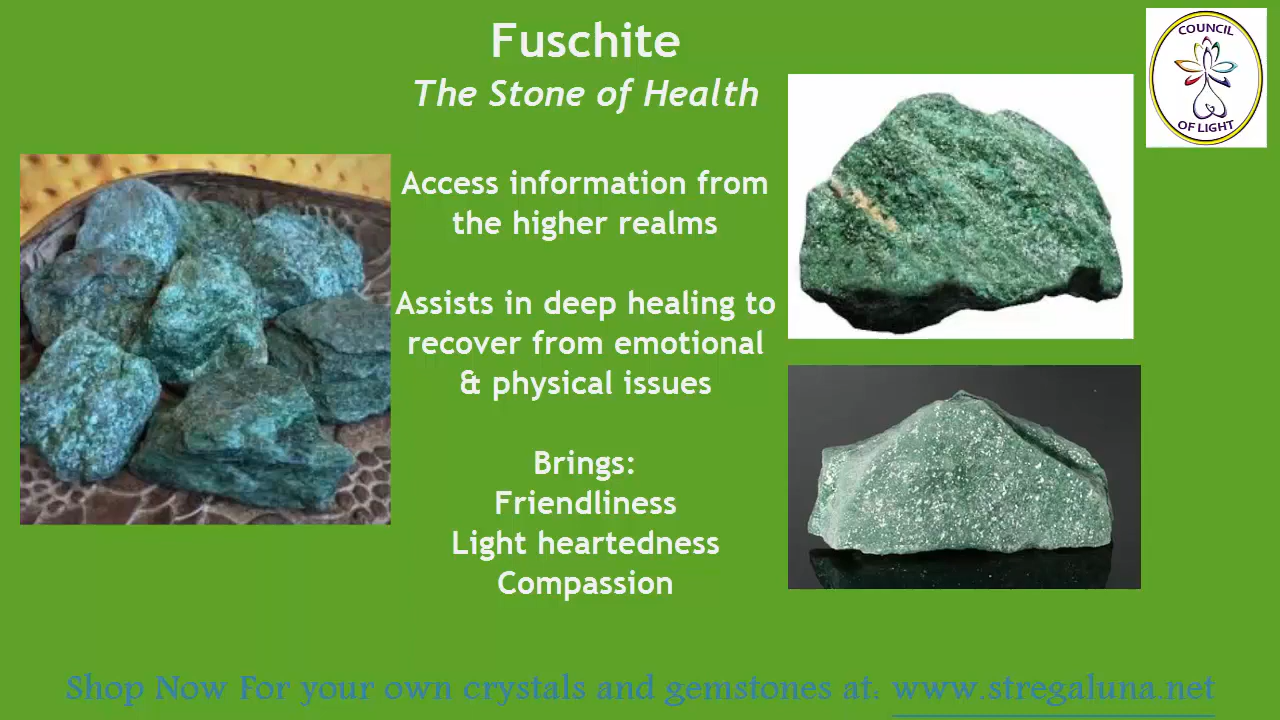 Fuschite
The Stone of Health
COUNCIL
OF LIGHT
Access information from
the higher realms
Assists in deep healing to
recover from emotional
& physical issues
Brings:
Friendliness
Light heartedness
Compassion
Shop Now For your own crystals and gemstones at: www.stregaluna.net